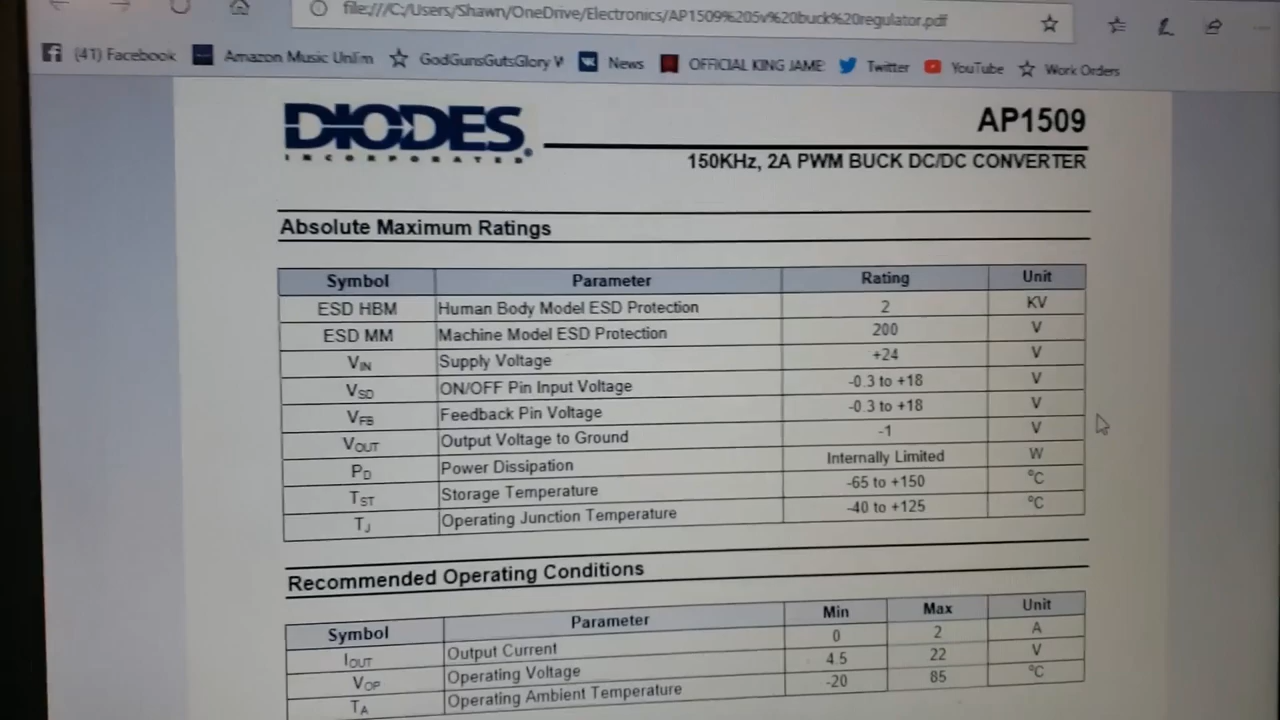 file:///C:/Users/Shawn/OneDrive/Electronics/AP1509%205v%20buck%20regulator.pdf
(41) Facebook Amazon Music Unlim GodGunsGutsGlory V News OFFICIAL KING JAME Twitter YouTube Work Orders
DIODES
INCORPORATED
AP1509
150KHz, 2A PWM BUCK DC/DC CONVERTER
Absolute Maximum Ratings
Symbol Parameter Rating Unit
ESD HBM Human Body Model ESD Protection 2 KV
ESD MM Machine Model ESD Protection 200 V
VIN Supply Voltage +24 V
VSD ON/OFF Pin Input Voltage -0.3 to +18 V
VFB Feedback Pin Voltage -0.3 to +18 V
VOUT Output Voltage to Ground -1 V
PD Power Dissipation Internally Limited W
TST Storage Temperature -65 to +150 °C
TJ Operating Junction Temperature -40 to +125 °C
Recommended Operating Conditions
Symbol Parameter Min Max Unit
IOUT Output Current 0 2 A
VOP Operating Voltage 4.5 22 V
TA Operating Ambient Temperature -20 85 °C